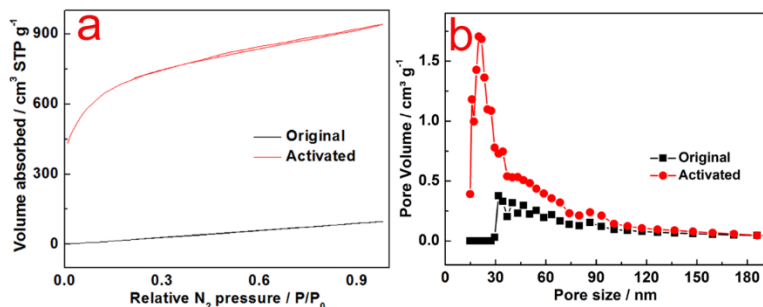 a
Volume absorbed / cm³ STP g⁻¹
900
600
300
0
Original
Activated
0.0
0.3
0.6
0.9
Relative N₂ pressure / P/P₀
b
Pore Volume / cm³ g⁻¹
1.5
1.0
0.5
0.0
Original
Activated
0
30
60
90
120
150
180
Pore size / nm